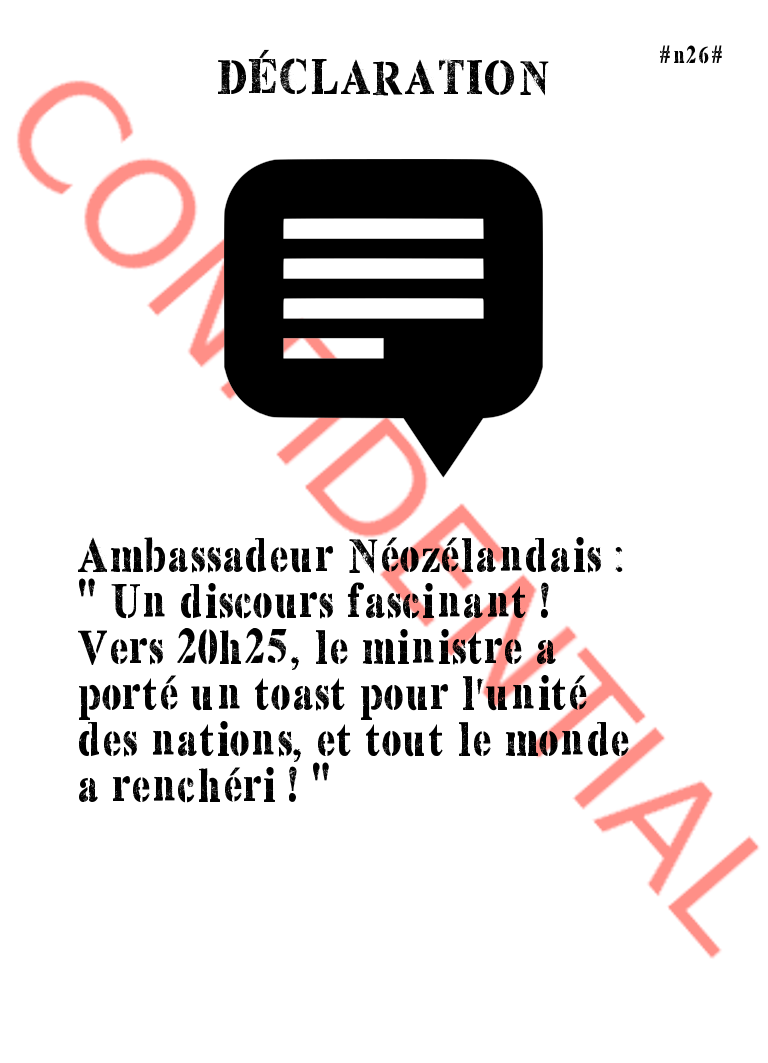 #n26#
DÉCLARATION
CONFIDENTIAL
Ambassadeur Néozélandais :
" Un discours fascinant !
Vers 20h25, le ministre a
porté un toast pour l'unité
des nations, et tout le monde
a renchéri ! "